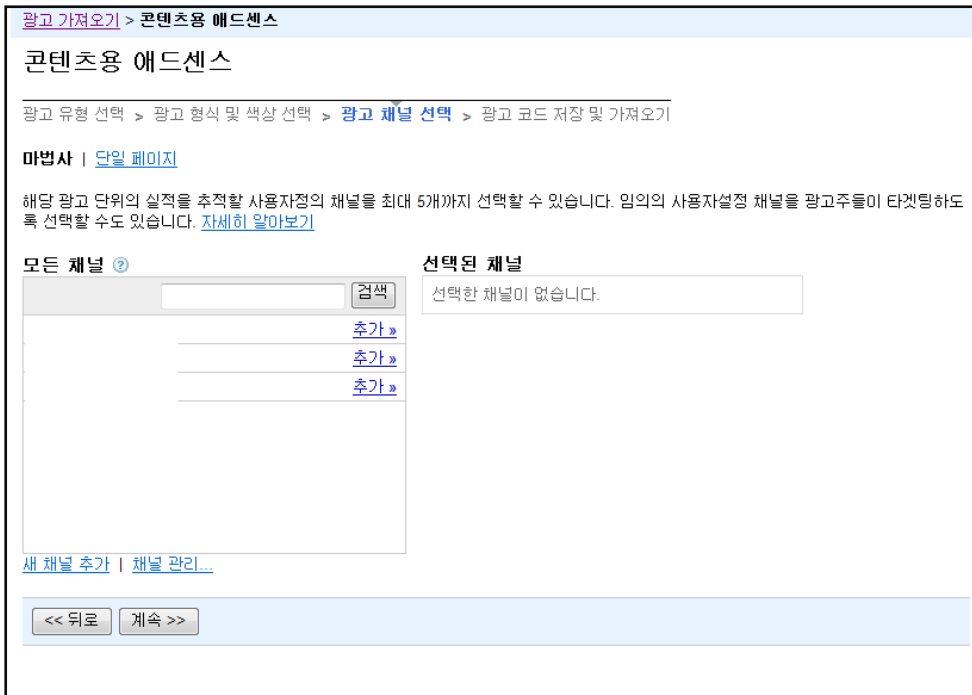 광고 가져오기 > 콘텐츠용 애드센스
콘텐츠용 애드센스
광고 유형 선택 > 광고 형식 및 색상 선택 > 광고 채널 선택 > 광고 코드 저장 및 가져오기
마법사 | 단일 페이지
해당 광고 단위의 실적을 추적할 사용자정의 채널을 최대 5개까지 선택할 수 있습니다. 임의의 사용자설정 채널을 광고주들이 타겟팅하도
록 선택할 수도 있습니다. 자세히 알아보기
모든 채널 ?
선택된 채널
검색
선택한 채널이 없습니다.
추가 »
추가 »
추가 »
새 채널 추가 | 채널 관리...
<< 뒤로 계속 >>